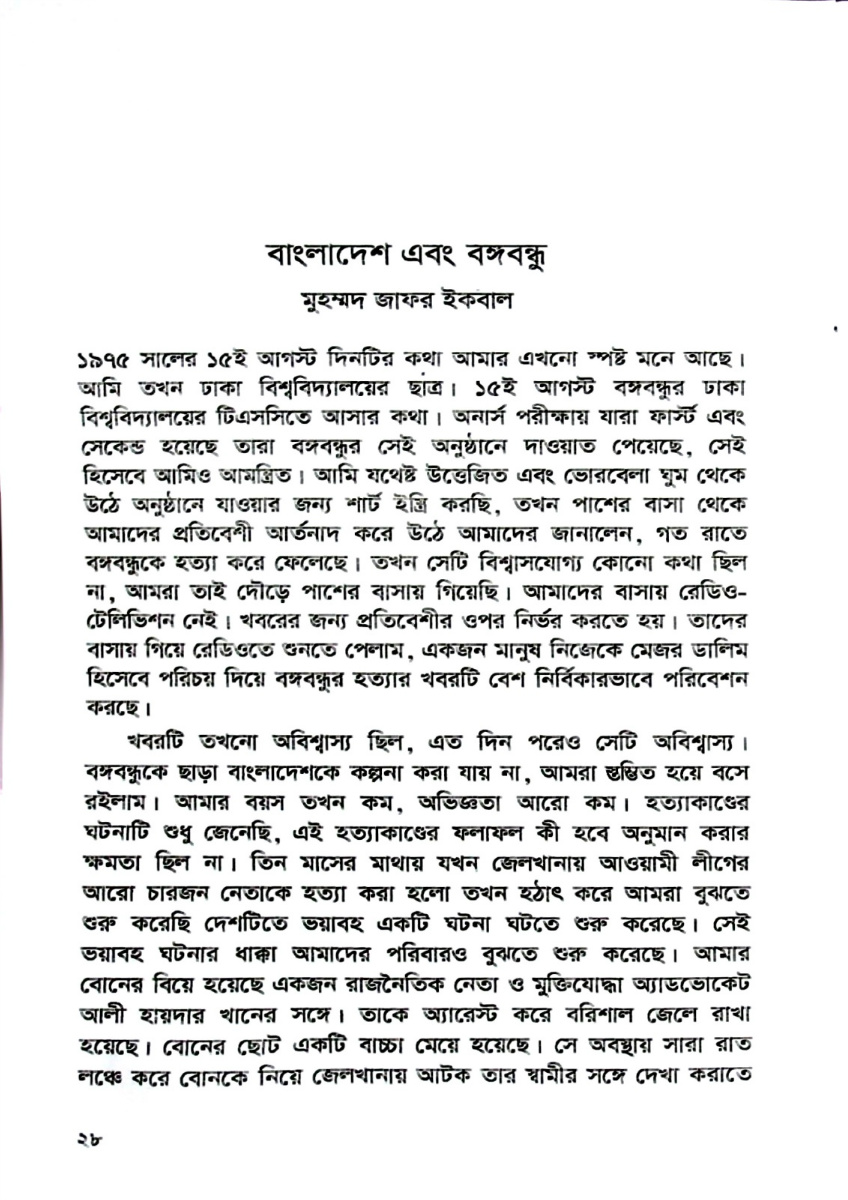 বাংলাদেশ এবং বঙ্গবন্ধু
মুহম্মদ জাফর ইকবাল
১৯৭৫ সালের ১৫ই আগস্ট দিনটির কথা আমার এখনো স্পষ্ট মনে আছে।
আমি তখন ঢাকা বিশ্ববিদ্যালয়ের ছাত্র। ১৫ই আগস্ট বঙ্গবন্ধুর ঢাকা
বিশ্ববিদ্যালয়ের টিএসসিতে আসার কথা। অনার্স পরীক্ষায় যারা ফার্স্ট এবং
সেকেন্ড হয়েছে তারা বঙ্গবন্ধুর সেই অনুষ্ঠানে দাওয়াত পেয়েছে, সেই
হিসেবে আমিও আমন্ত্রিত। আমি যথেষ্ট উত্তেজিত এবং ভোরবেলা ঘুম থেকে
উঠে অনুষ্ঠানে যাওয়ার জন্য শার্ট ইস্ত্রি করছি, তখন পাশের বাসা থেকে
আমাদের প্রতিবেশী আর্তনাদ করে উঠে আমাদের জানালেন, গত রাতে
বঙ্গবন্ধুকে হত্যা করে ফেলেছে। তখন সেটি বিশ্বাসযোগ্য কোনো কথা ছিল
না, আমরা তাই দৌড়ে পাশের বাসায় গিয়েছি। আমাদের বাসায় রেডিও-
টেলিভিশন নেই। খবরের জন্য প্রতিবেশীর ওপর নির্ভর করতে হয়। তাদের
বাসায় গিয়ে রেডিওতে শুনতে পেলাম, একজন মানুষ নিজেকে মেজর ডালিম
হিসেবে পরিচয় দিয়ে বঙ্গবন্ধুর হত্যার খবরটি বেশ নির্বিকারভাবে পরিবেশন
করছে।
খবরটি তখনো অবিশ্বাস্য ছিল, এত দিন পরেও সেটি অবিশ্বাস্য।
বঙ্গবন্ধুকে ছাড়া বাংলাদেশকে কল্পনা করা যায় না, আমরা স্তম্ভিত হয়ে বসে
রইলাম। আমার বয়স তখন কম, অভিজ্ঞতা আরো কম। হত্যাকাণ্ডের
ঘটনাটি শুধু জেনেছি, এই হত্যাকাণ্ডের ফলাফল কী হবে অনুমান করার
ক্ষমতা ছিল না। তিন মাসের মাথায় যখন জেলখানায় আওয়ামী লীগের
আরো চারজন নেতাকে হত্যা করা হলো তখন হঠাৎ করে আমরা বুঝতে
শুরু করেছি দেশটিতে ভয়াবহ একটি ঘটনা ঘটতে শুরু করেছে। সেই
ভয়াবহ ঘটনার ধাক্কা আমাদের পরিবারও বুঝতে শুরু করেছে। আমার
বোনের বিয়ে হয়েছে একজন রাজনৈতিক নেতা ও মুক্তিযোদ্ধা অ্যাডভোকেট
আলী হায়দার খানের সঙ্গে। তাকে অ্যারেস্ট করে বরিশাল জেলে রাখা
হয়েছে। বোনের ছোট একটি বাচ্চা মেয়ে হয়েছে। সে অবস্থায় সারা রাত
লঞ্চে করে বোনকে নিয়ে জেলখানায় আটক তার স্বামীর সঙ্গে দেখা করাতে
২৮